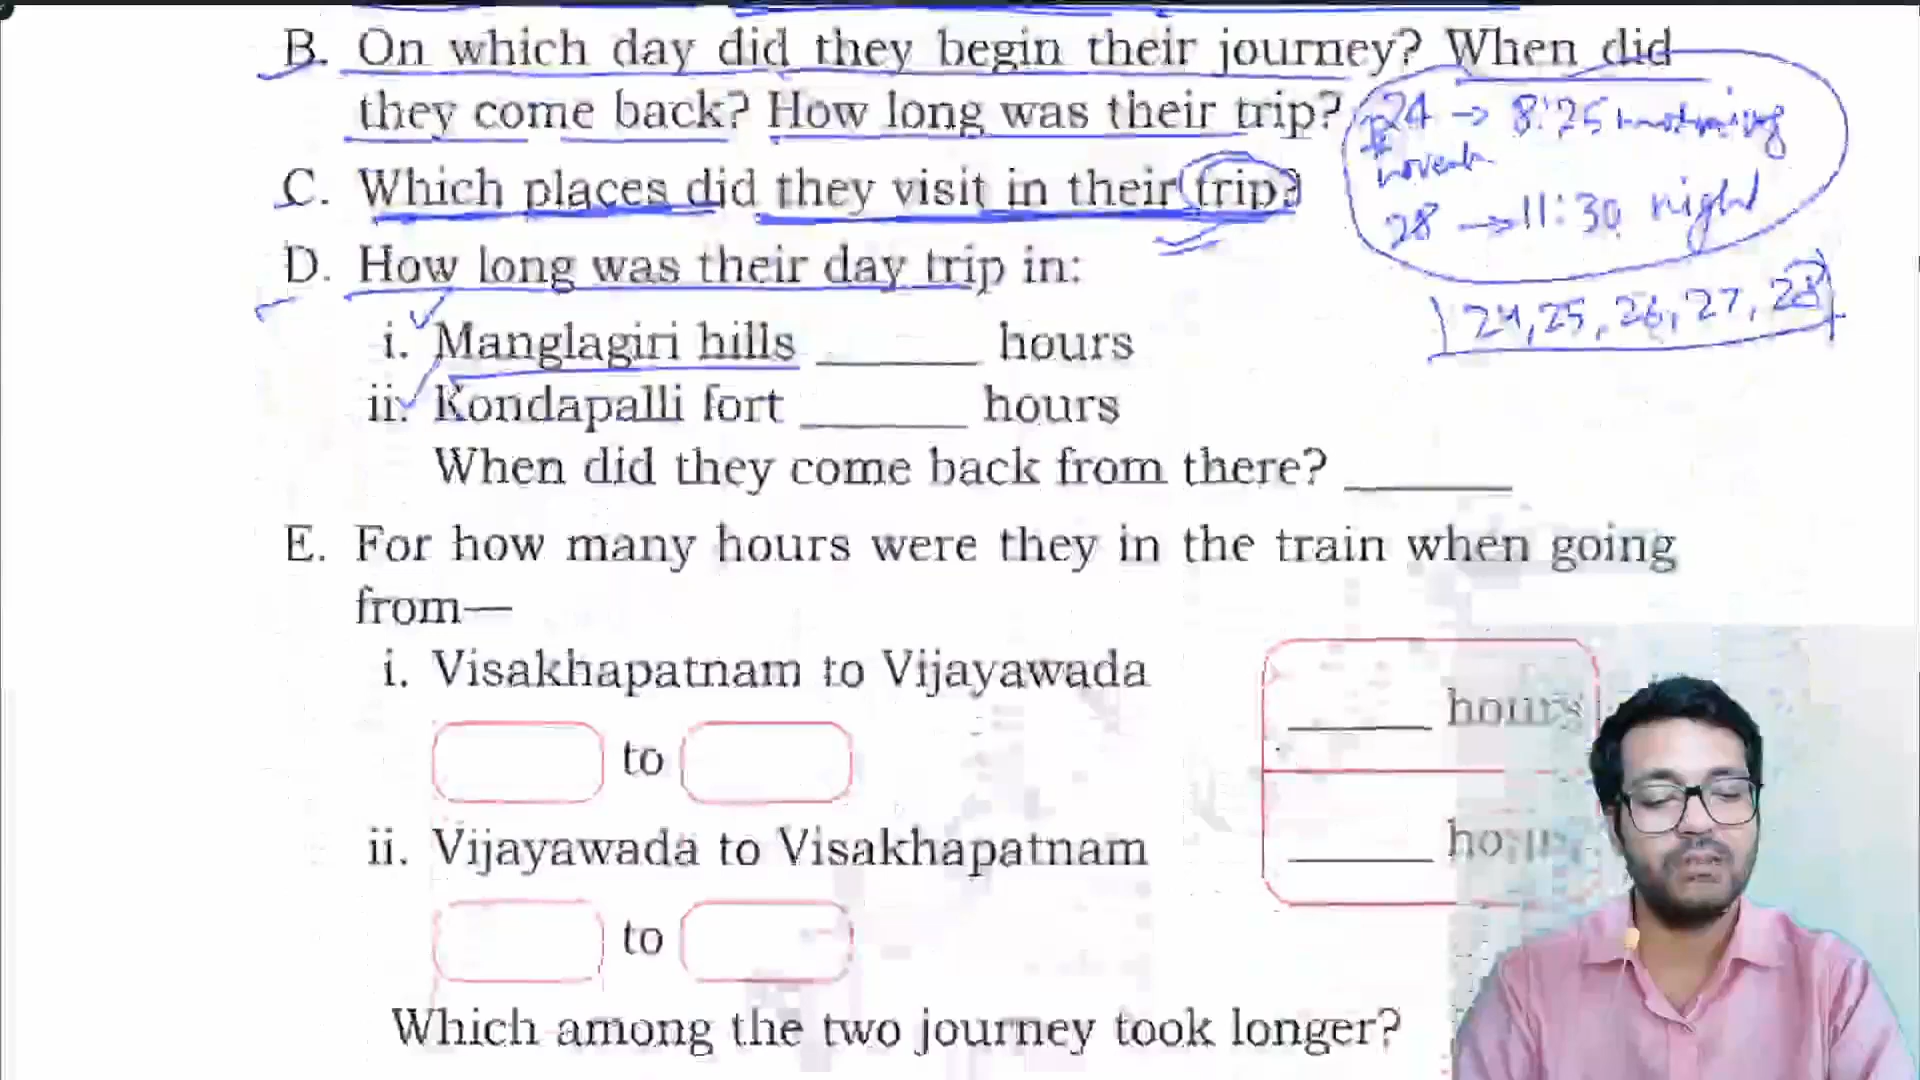 B. On which day did they begin their journey? When did
they come back? How long was their trip?
24 → 8:25 morning
C. Which places did they visit in their trip?
28 → 11:30 night
D. How long was their day trip in:
24, 25, 26, 27, 28
i. Manglagiri hills ______ hours
ii. Kondapalli fort ______ hours
When did they come back from there? ______
E. For how many hours were they in the train when going
from—
i. Visakhapatnam to Vijayawada
______ hours
to
ii. Vijayawada to Visakhapatnam
______
to
Which among the two journey took longer?